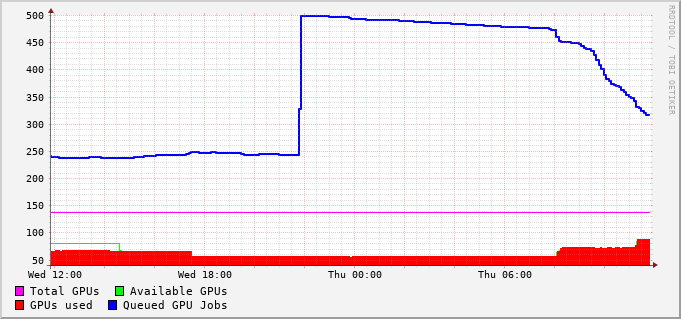 500
450
400
350
300
250
200
150
100
50
Wed 12:00 Wed 18:00 Thu 00:00 Thu 06:00
Total GPUs Available GPUs
GPUs used Queued GPU Jobs
RRDTOOL / TOBI OETIKER